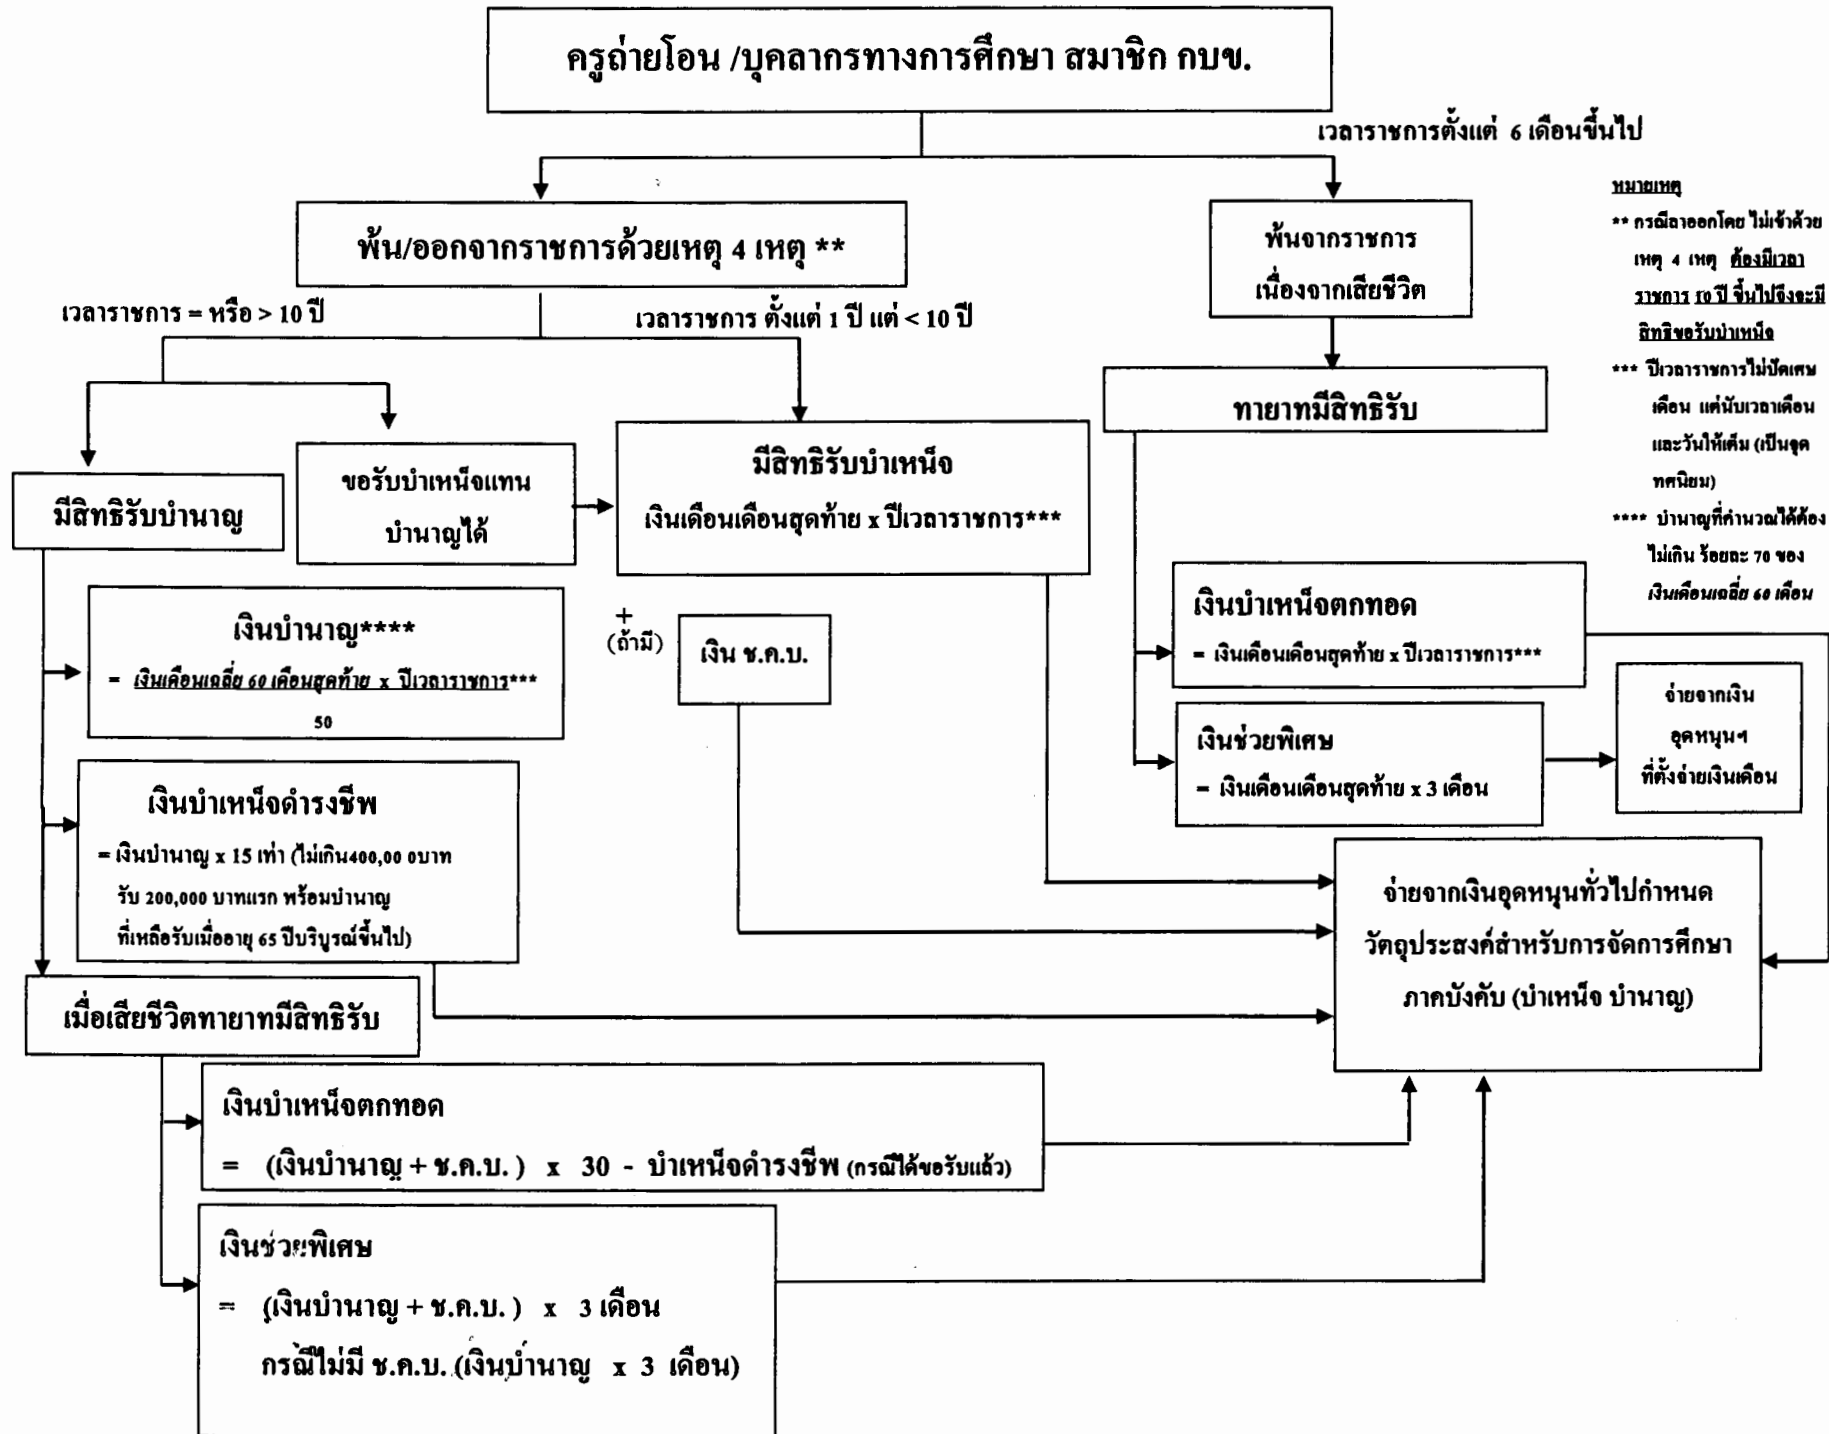 ครูถ่ายโอน /บุคลากรทางการศึกษา สมาชิก กบข.
เวลาราชการตั้งแต่ 6 เดือนขึ้นไป
พ้น/ออกจากราชการด้วยเหตุ 4 เหตุ **
พ้นจากราชการ
เนื่องจากเสียชีวิต
หมายเหตุ
** กรณีลาออกโดย ไม่เข้าด้วย
เหตุ 4 เหตุ ต้องมีเวลา
ราชการ 10 ปี ขึ้นไปจึงจะมี
สิทธิขอรับบำเหน็จ
*** ปีเวลาราชการไม่ปัดเศษ
เดือน แต่นับเวลาเดือน
และวันให้เต็ม (เป็นจุด
ทศนิยม)
**** บำนาญที่คำนวณได้ต้อง
ไม่เกิน ร้อยละ 70 ของ
เงินเดือนเฉลี่ย 60 เดือน
เวลาราชการ = หรือ > 10 ปี
เวลาราชการ ตั้งแต่ 1 ปี แต่ < 10 ปี
ทายาทมีสิทธิรับ
มีสิทธิรับบำนาญ
ขอรับบำเหน็จแทน
บำนาญได้
มีสิทธิรับบำเหน็จ
เงินเดือนเดือนสุดท้าย x ปีเวลาราชการ***
เงินบำนาญ****
= เงินเดือนเฉลี่ย 60 เดือนสุดท้าย x ปีเวลาราชการ***
50
+
(ถ้ามี)
เงิน ช.ค.บ.
เงินบำเหน็จตกทอด
= เงินเดือนเดือนสุดท้าย x ปีเวลาราชการ***
เงินช่วยพิเศษ
= เงินเดือนเดือนสุดท้าย x 3 เดือน
จ่ายจากเงิน
อุดหนุนฯ
ที่ตั้งจ่ายเงินเดือน
เงินบำเหน็จดำรงชีพ
= เงินบำนาญ x 15 เท่า (ไม่เกิน400,00 0บาท
รับ 200,000 บาทแรก พร้อมบำนาญ
ที่เหลือรับเมื่ออายุ 65 ปีบริบูรณ์ขึ้นไป)
จ่ายจากเงินอุดหนุนทั่วไปกำหนด
วัตถุประสงค์สำหรับการจัดการศึกษา
ภาคบังคับ (บำเหน็จ บำนาญ)
เมื่อเสียชีวิตทายาทมีสิทธิรับ
เงินบำเหน็จตกทอด
= (เงินบำนาญ + ช.ค.บ. ) x 30 - บำเหน็จดำรงชีพ (กรณีได้ขอรับแล้ว)
เงินช่วยพิเศษ
= (เงินบำนาญ + ช.ค.บ. ) x 3 เดือน
กรณีไม่มี ช.ค.บ. (เงินบำนาญ x 3 เดือน)